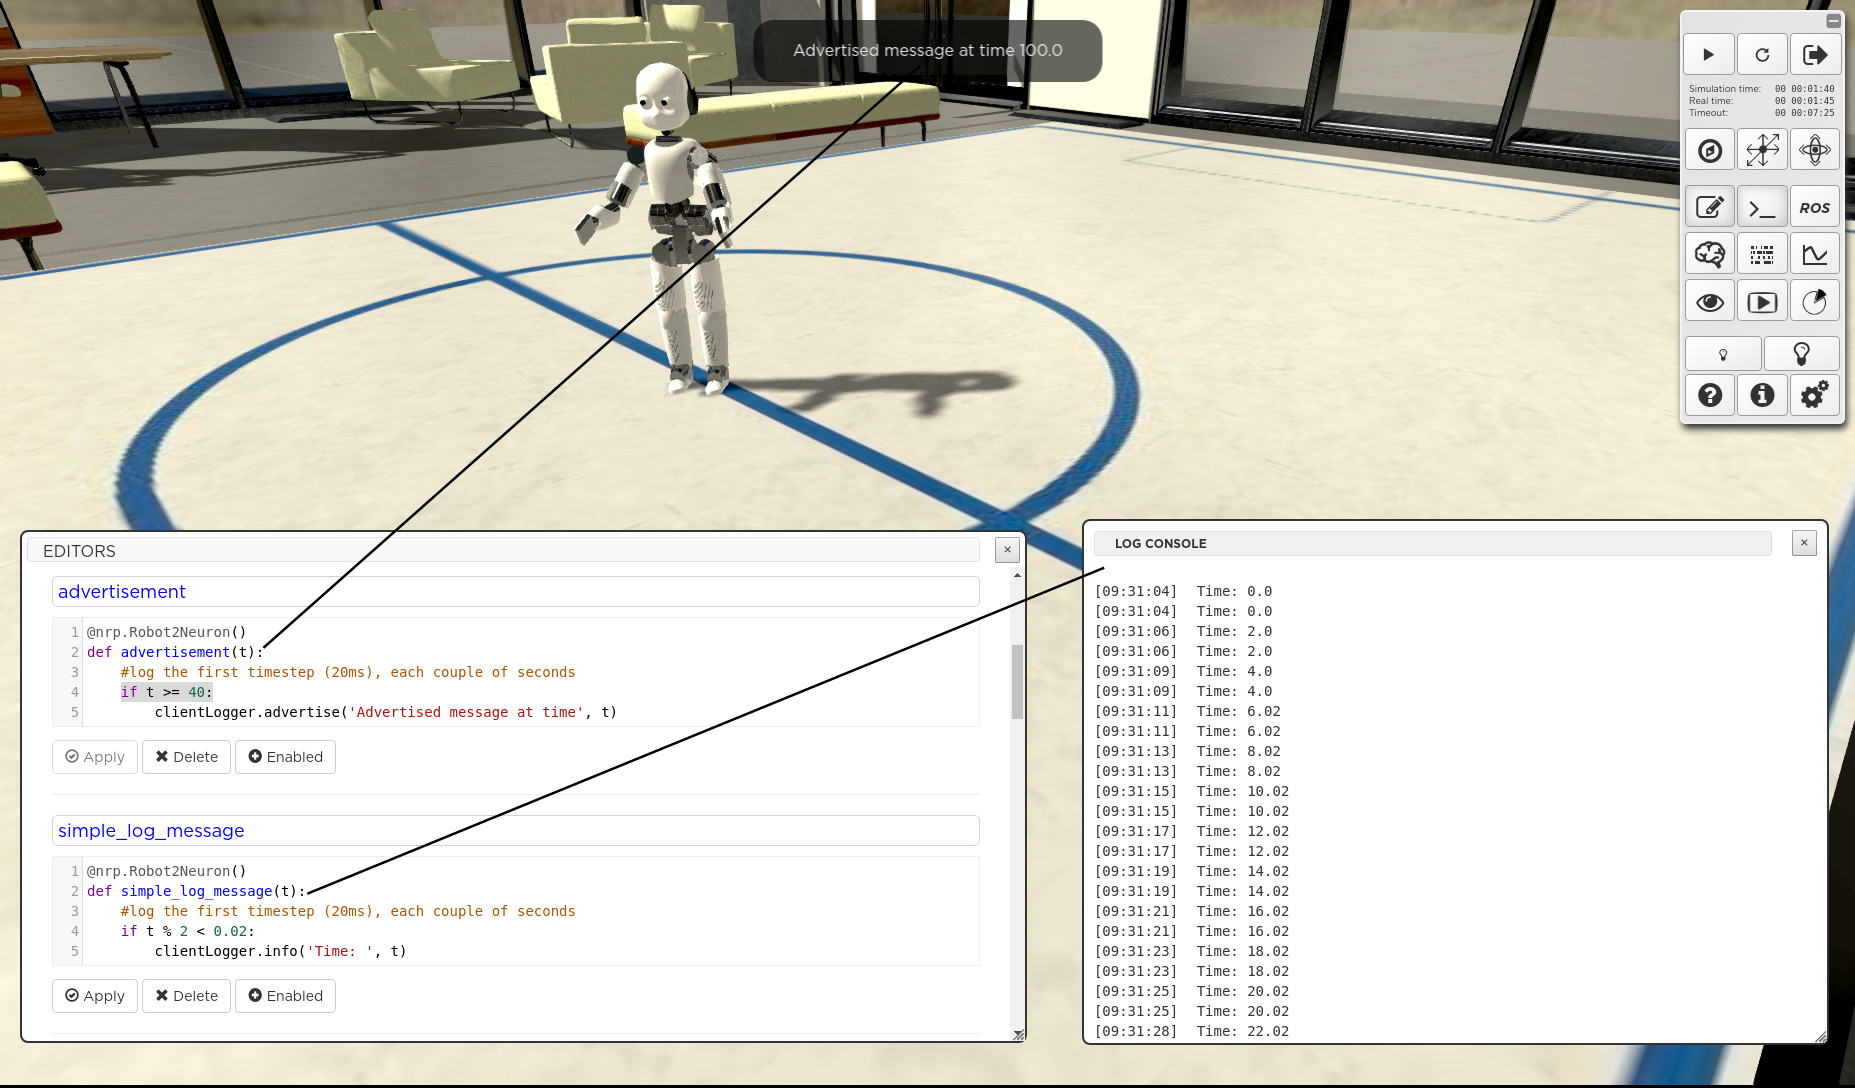 Advertised message at time 100.0
Simulation time: 00 00:01:40
Real time: 00 00:01:45
Timeout: 00 00:07:25
ROS
EDITORS
advertisement
1 @nrp.Robot2Neuron()
2 def advertisement(t):
3 #log the first timestep (20ms), each couple of seconds
4 if t >= 40:
5 clientLogger.advertise('Advertised message at time', t)
Apply Delete Enabled
simple_log_message
1 @nrp.Robot2Neuron()
2 def simple_log_message(t):
3 #log the first timestep (20ms), each couple of seconds
4 if t % 2 < 0.02:
5 clientLogger.info('Time: ', t)
Apply Delete Enabled
LOG CONSOLE
[09:31:04] Time: 0.0
[09:31:04] Time: 0.0
[09:31:06] Time: 2.0
[09:31:06] Time: 2.0
[09:31:09] Time: 4.0
[09:31:09] Time: 4.0
[09:31:11] Time: 6.02
[09:31:11] Time: 6.02
[09:31:13] Time: 8.02
[09:31:13] Time: 8.02
[09:31:15] Time: 10.02
[09:31:15] Time: 10.02
[09:31:17] Time: 12.02
[09:31:17] Time: 12.02
[09:31:19] Time: 14.02
[09:31:19] Time: 14.02
[09:31:21] Time: 16.02
[09:31:21] Time: 16.02
[09:31:23] Time: 18.02
[09:31:23] Time: 18.02
[09:31:25] Time: 20.02
[09:31:25] Time: 20.02
[09:31:28] Time: 22.02